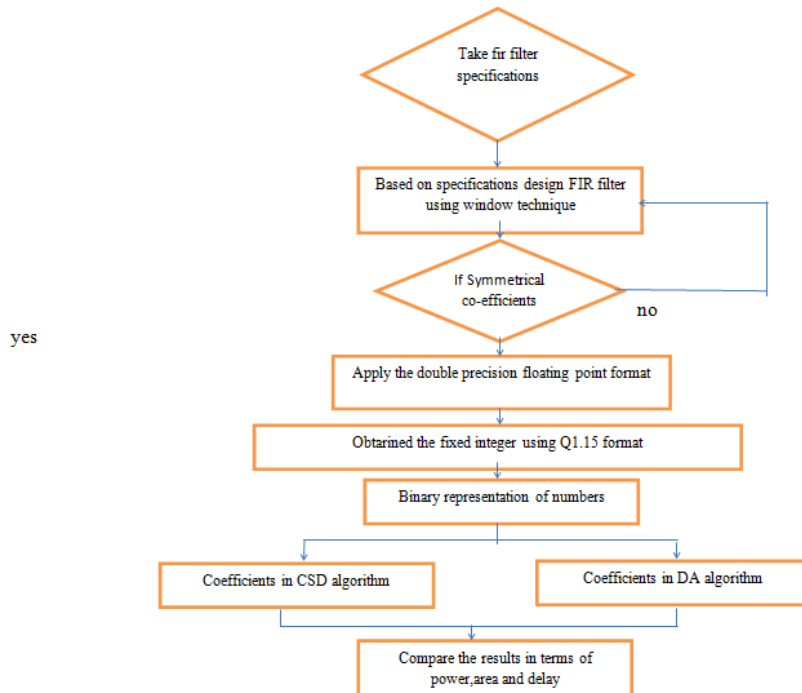 Take fir filter
specifications
Based on specifications design FIR filter
using window technique
If Symmetrical
co-efficients
no
yes
Apply the double precision floating point format
Obtarined the fixed integer using Q1.15 format
Binary representation of numbers
Coefficients in CSD algorithm
Coefficients in DA algorithm
Compare the results in terms of
power,area and delay